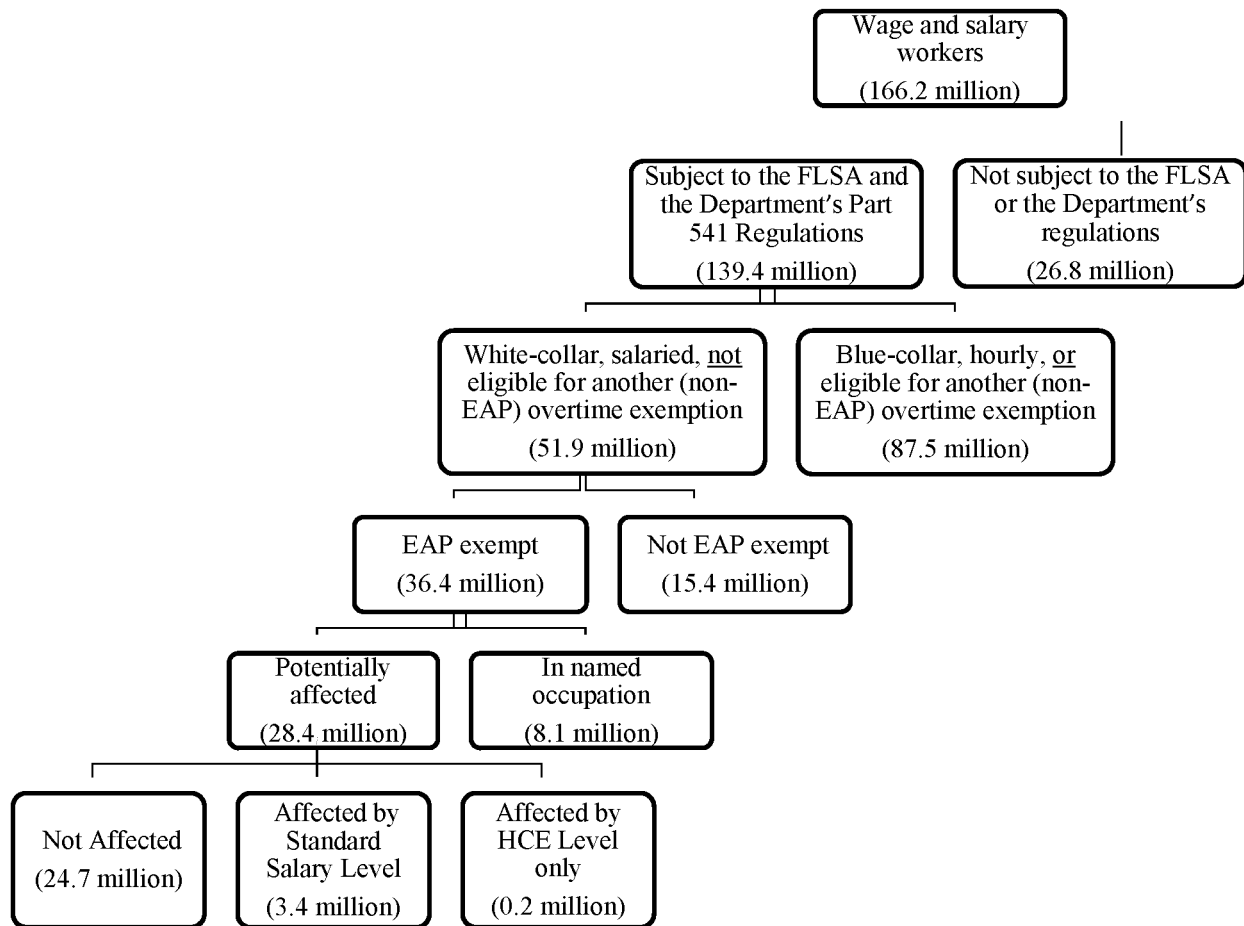 Wage and salary
workers
(166.2 million)
Subject to the FLSA and
the Department's Part
541 Regulations
(139.4 million)
Not subject to the FLSA
or the Department's
regulations
(26.8 million)
White-collar, salaried, not
eligible for another (non-
EAP) overtime exemption
(51.9 million)
Blue-collar, hourly, or
eligible for another (non-
EAP) overtime exemption
(87.5 million)
EAP exempt
(36.4 million)
Not EAP exempt
(15.4 million)
Potentially
affected
(28.4 million)
In named
occupation
(8.1 million)
Not Affected
(24.7 million)
Affected by
Standard
Salary Level
(3.4 million)
Affected by
HCE Level
only
(0.2 million)